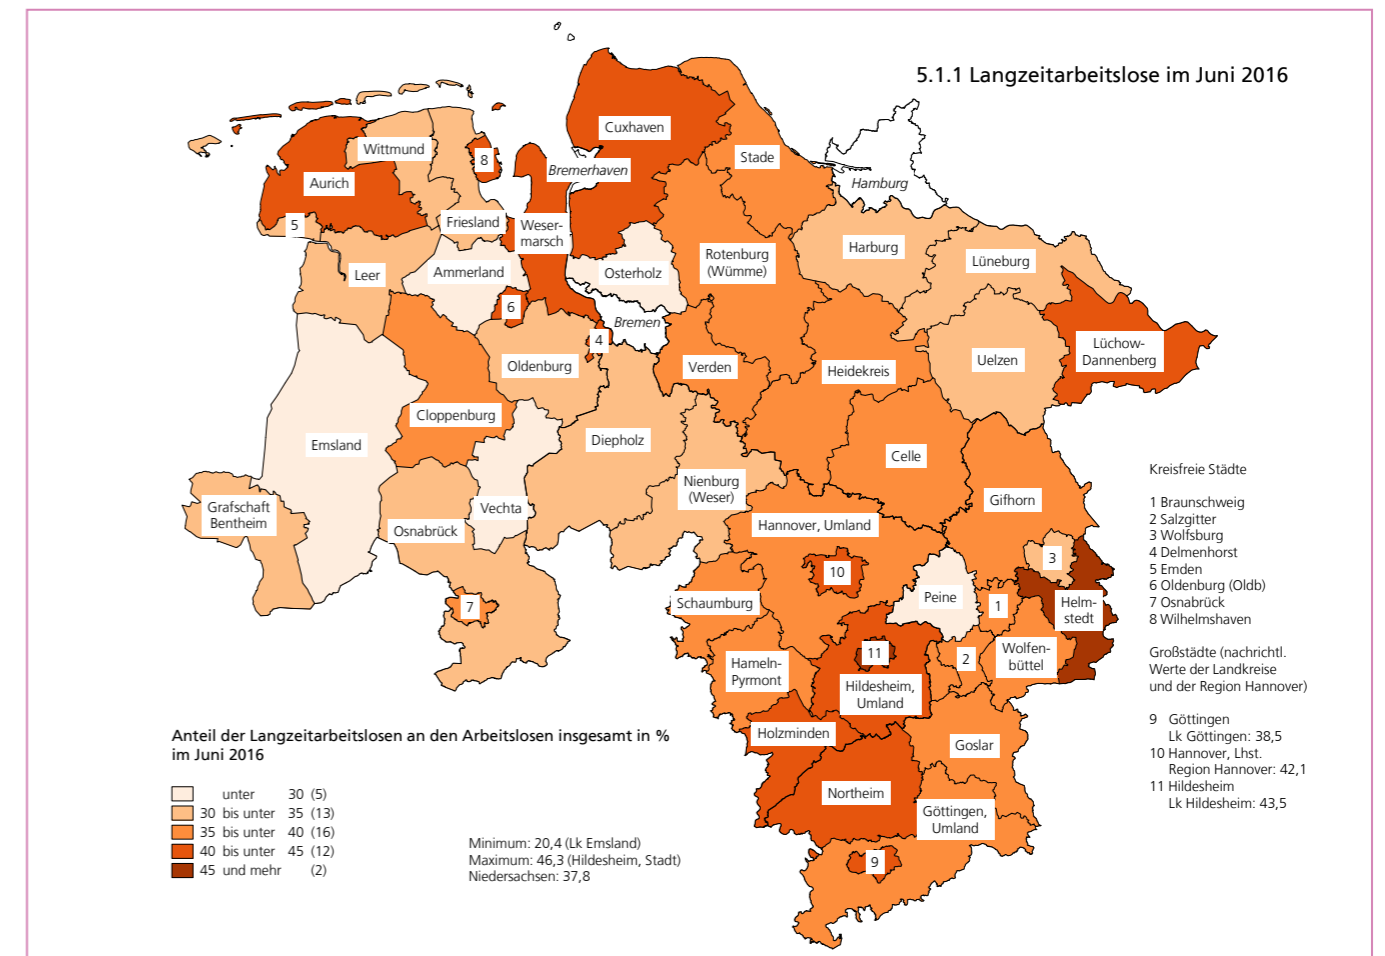 5.1.1 Langzeitarbeitslose im Juni 2016
Cuxhaven
Wittmund
8
Stade
Bremerhaven
Aurich
Hamburg
5
Friesland
Weser-
marsch
Harburg
Lüneburg
Rotenburg
(Wümme)
Leer
Ammerland
Osterholz
6
Bremen
4
Lüchow-
Dannenberg
Oldenburg
Verden
Heidekreis
Uelzen
Cloppenburg
Emsland
Diepholz
Celle
Nienburg
(Weser)
Gifhorn
Grafschaft
Bentheim
Vechta
Osnabrück
Hannover, Umland
3
10
Peine
1
Helm-
stedt
7
Schaumburg
11
2
Wolfen-
büttel
Hameln-
Pyrmont
Hildesheim,
Umland
Holzminden
Goslar
Northeim
Göttingen,
Umland
9
Kreisfreie Städte
1 Braunschweig
2 Salzgitter
3 Wolfsburg
4 Delmenhorst
5 Emden
6 Oldenburg (Oldb)
7 Osnabrück
8 Wilhelmshaven
Großstädte (nachrichtl.
Werte der Landkreise
und der Region Hannover)
9 Göttingen
Lk Göttingen: 38,5
10 Hannover, Lhst.
Region Hannover: 42,1
11 Hildesheim
Lk Hildesheim: 43,5
Anteil der Langzeitarbeitslosen an den Arbeitslosen insgesamt in %
im Juni 2016
unter 30 (5)
30 bis unter 35 (13)
35 bis unter 40 (16)
40 bis unter 45 (12)
45 und mehr (2)
Minimum: 20,4 (Lk Emsland)
Maximum: 46,3 (Hildesheim, Stadt)
Niedersachsen: 37,8